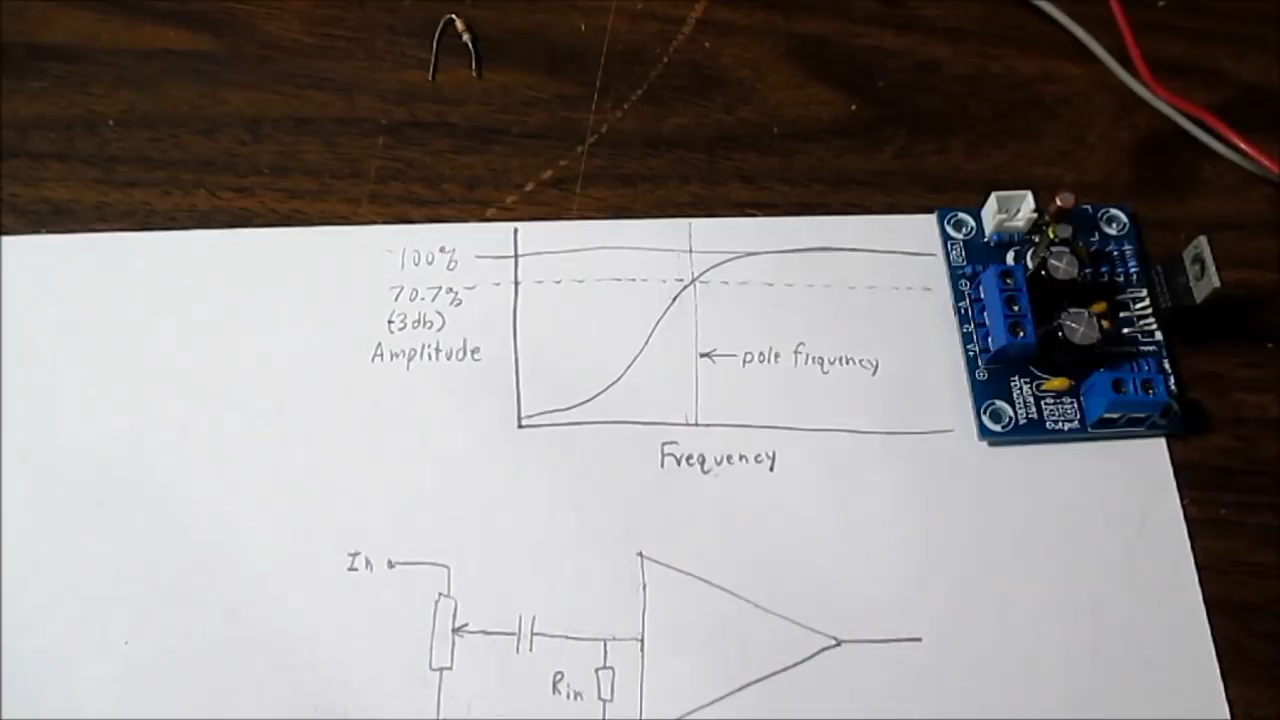 100%
70.7%
(3db)
Amplitude
pole frequency
Frequency
In
Rin